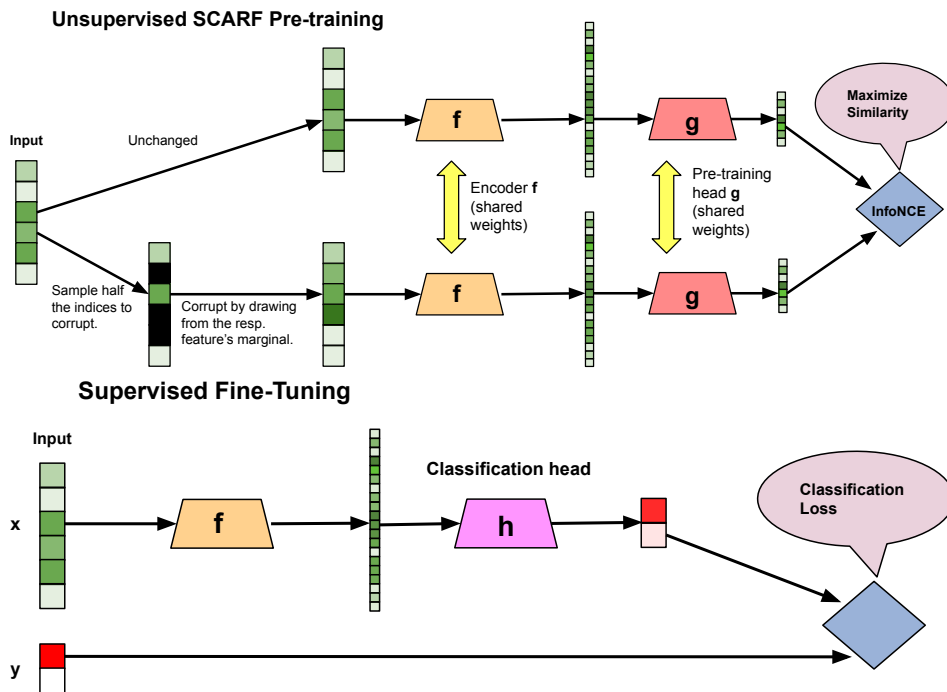 Unsupervised SCARF Pre-training
Maximize
Similarity
Input
Unchanged
f
g
Encoder f
(shared
weights)
Pre-training
head g
(shared
weights)
InfoNCE
Sample half
the indices to
corrupt.
Corrupt by drawing
from the resp.
feature's marginal.
f
g
Supervised Fine-Tuning
Input
Classification head
Classification
Loss
x
f
h
y